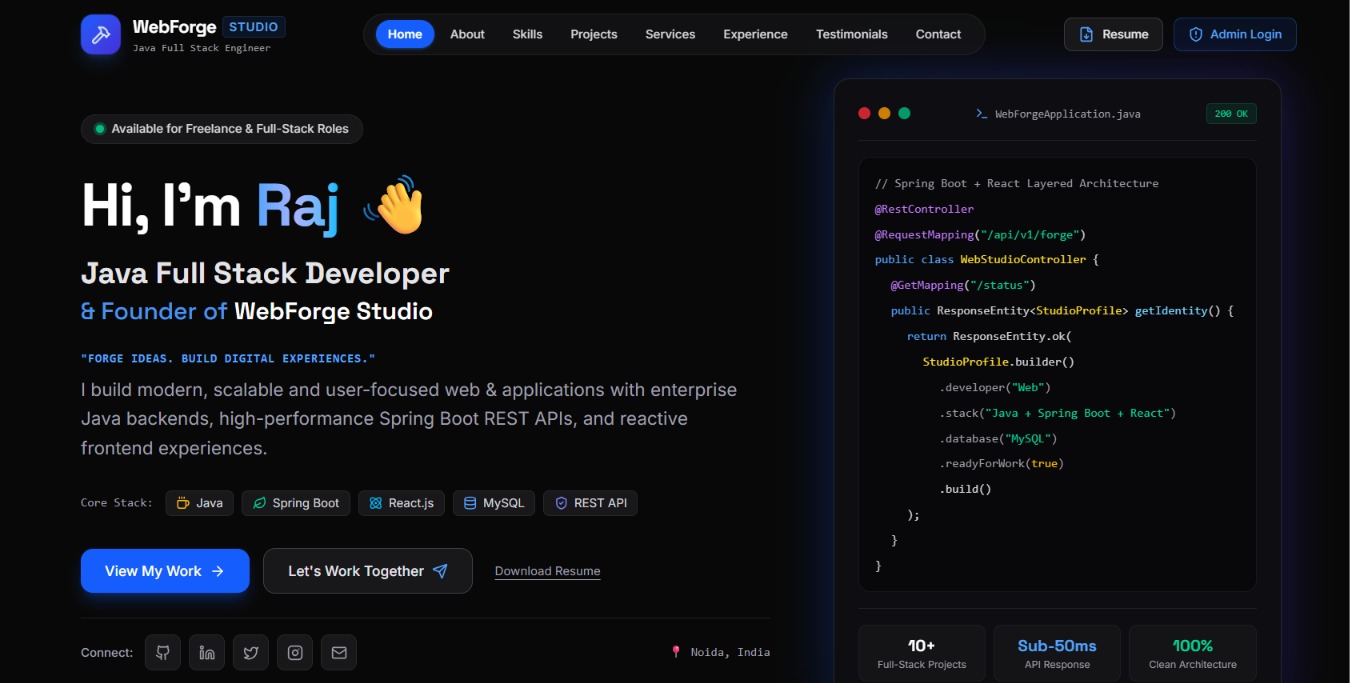 WebForge STUDIO
Java Full Stack Engineer
Home About Skills Projects Services Experience Testimonials Contact
Resume
Admin Login
Available for Freelance & Full-Stack Roles
Hi, I'm Raj 👋
Java Full Stack Developer
& Founder of WebForge Studio
"FORGE IDEAS. BUILD DIGITAL EXPERIENCES."
I build modern, scalable and user-focused web & applications with enterprise
Java backends, high-performance Spring Boot REST APIs, and reactive
frontend experiences.
Core Stack: Java Spring Boot React.js MySQL REST API
View My Work →
Let's Work Together
Download Resume
Connect:
📍 Noida, India
>_ WebForgeApplication.java
200 OK
// Spring Boot + React Layered Architecture
@RestController
@RequestMapping("/api/v1/forge")
public class WebStudioController {
@GetMapping("/status")
public ResponseEntity<StudioProfile> getIdentity() {
return ResponseEntity.ok(
StudioProfile.builder()
.developer("Web")
.stack("Java + Spring Boot + React")
.database("MySQL")
.readyForWork(true)
.build()
);
}
}
10+
Full-Stack Projects
Sub-50ms
API Response
100%
Clean Architecture